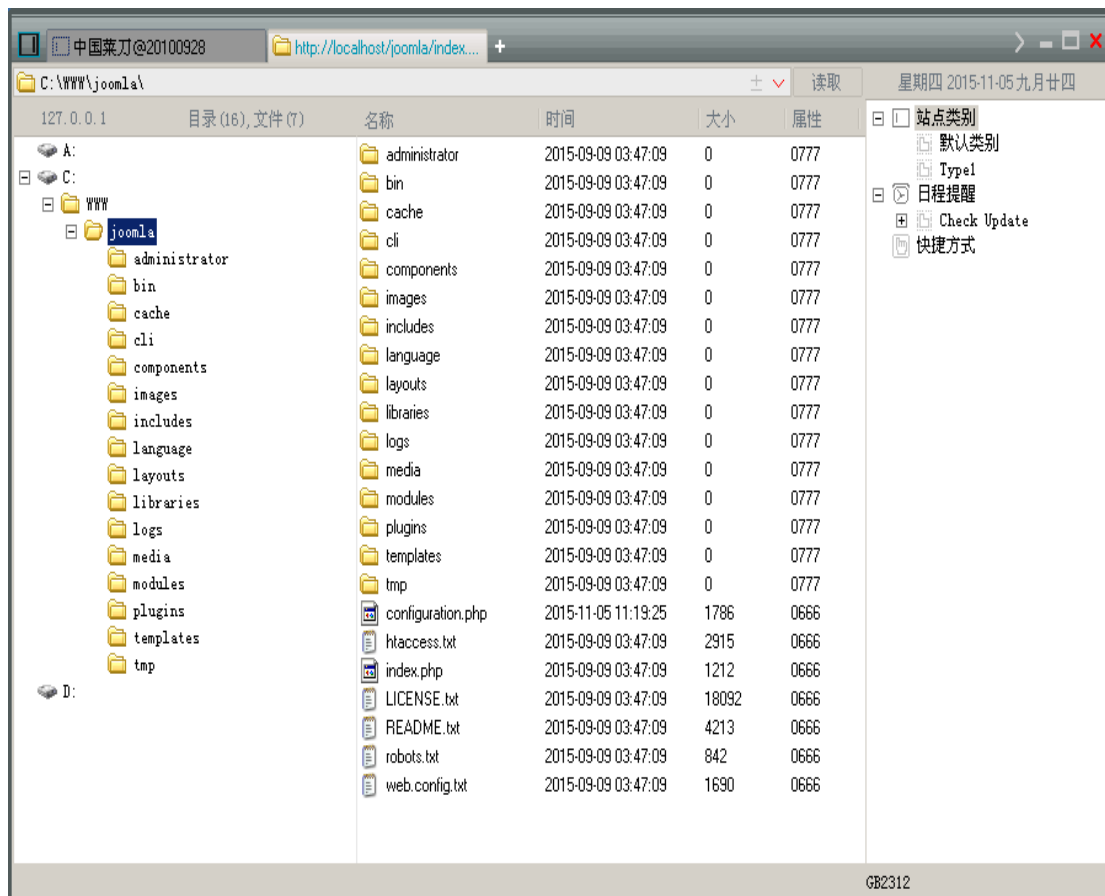 中国菜刀@20100928 http://localhost/joomla/index....
C:\WWW\joomla\ 读取 星期四 2015-11-05 九月廿四
127.0.0.1 目录(16),文件(7) 名称 时间 大小 属性
A:
C:
WWW
joomla
administrator
bin
cache
cli
components
images
includes
language
layouts
libraries
logs
media
modules
plugins
templates
tmp
D:
administrator 2015-09-09 03:47:09 0 0777
bin 2015-09-09 03:47:09 0 0777
cache 2015-09-09 03:47:09 0 0777
cli 2015-09-09 03:47:09 0 0777
components 2015-09-09 03:47:09 0 0777
images 2015-09-09 03:47:09 0 0777
includes 2015-09-09 03:47:09 0 0777
language 2015-09-09 03:47:09 0 0777
layouts 2015-09-09 03:47:09 0 0777
libraries 2015-09-09 03:47:09 0 0777
logs 2015-09-09 03:47:09 0 0777
media 2015-09-09 03:47:09 0 0777
modules 2015-09-09 03:47:09 0 0777
plugins 2015-09-09 03:47:09 0 0777
templates 2015-09-09 03:47:09 0 0777
tmp 2015-09-09 03:47:09 0 0777
configuration.php 2015-11-05 11:19:25 1786 0666
htaccess.txt 2015-09-09 03:47:09 2915 0666
index.php 2015-09-09 03:47:09 1212 0666
LICENSE.txt 2015-09-09 03:47:09 18092 0666
README.txt 2015-09-09 03:47:09 4213 0666
robots.txt 2015-09-09 03:47:09 842 0666
web.config.txt 2015-09-09 03:47:09 1690 0666
站点类别
默认类别
Type1
日程提醒
Check Update
快捷方式
GB2312